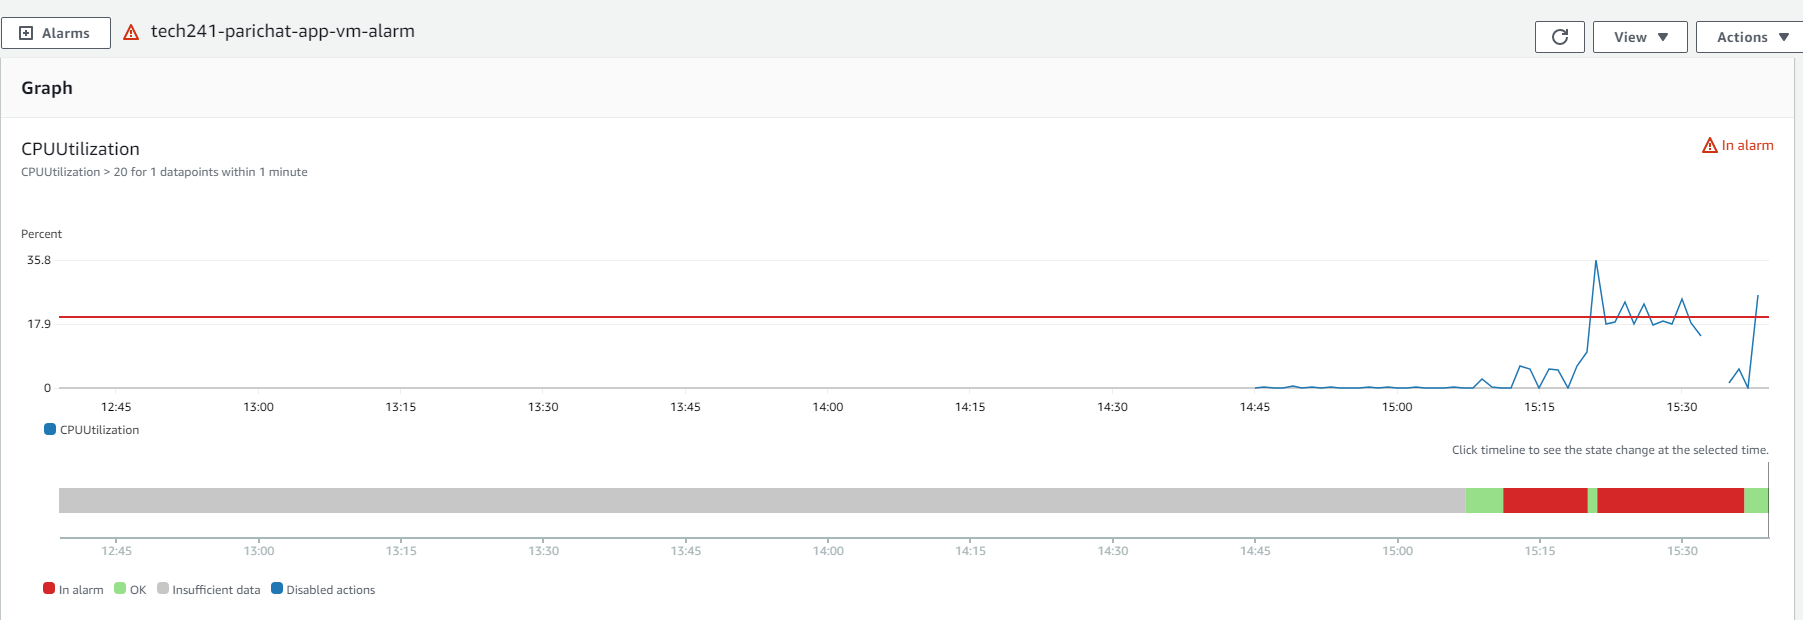 Alarms
tech241-parichat-app-vm-alarm
View
Actions
Graph
CPUUtilization
In alarm
CPUUtilization > 20 for 1 datapoints within 1 minute
Percent
35.8
17.9
0
12:45 13:00 13:15 13:30 13:45 14:00 14:15 14:30 14:45 15:00 15:15 15:30
CPUUtilization
Click timeline to see the state change at the selected time.
12:45 13:00 13:15 13:30 13:45 14:00 14:15 14:30 14:45 15:00 15:15 15:30
In alarm OK Insufficient data Disabled actions